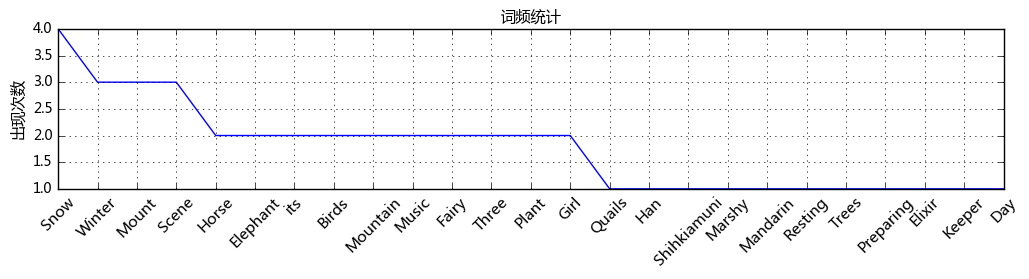 词频统计
出现次数
4.0
3.5
3.0
2.5
2.0
1.5
1.0
Snow
Winter
Mount
Scene
Horse
Elephant
its
Birds
Mountain
Music
Fairy
Three
Plant
Girl
Quails
Han
Shihkiamuni
Marshy
Mandarin
Resting
Trees
Preparing
Elixir
Keeper
Day